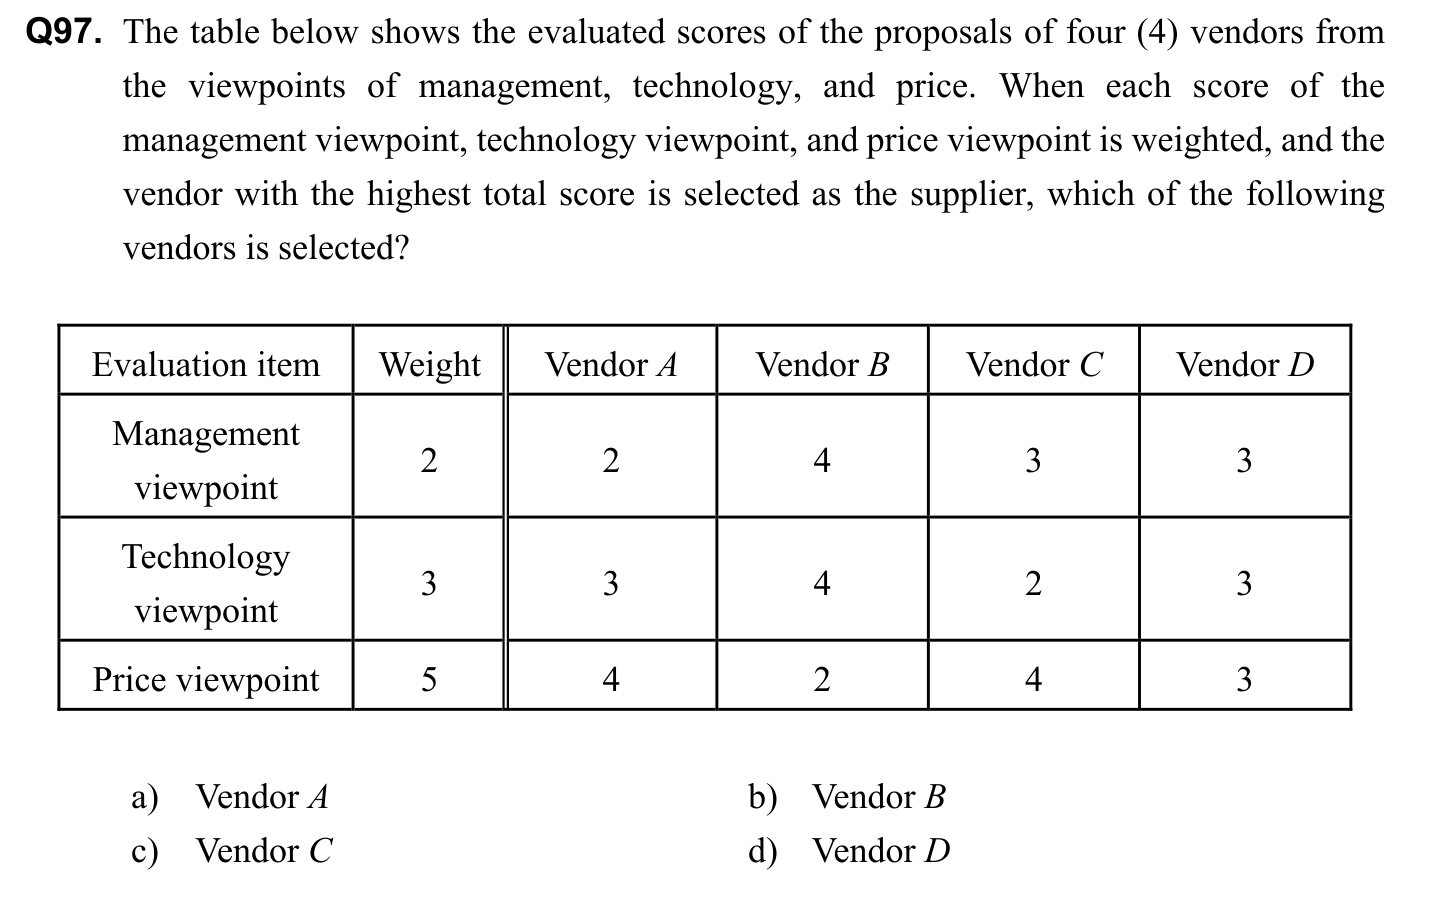 Q97. The table below shows the evaluated scores of the proposals of four (4) vendors from
the viewpoints of management, technology, and price. When each score of the
management viewpoint, technology viewpoint, and price viewpoint is weighted, and the
vendor with the highest total score is selected as the supplier, which of the following
vendors is selected?
Evaluation item Weight Vendor A Vendor B Vendor C Vendor D
Management
viewpoint 2 2 4 3 3
Technology
viewpoint 3 3 4 2 3
Price viewpoint 5 4 2 4 3
a) Vendor A b) Vendor B
c) Vendor C d) Vendor D